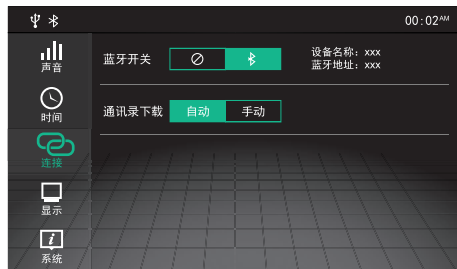 00:02AM
声音
时间
连接
显示
系统
蓝牙开关
设备名称：xxx
蓝牙地址：xxx
通讯录下载
自动
手动